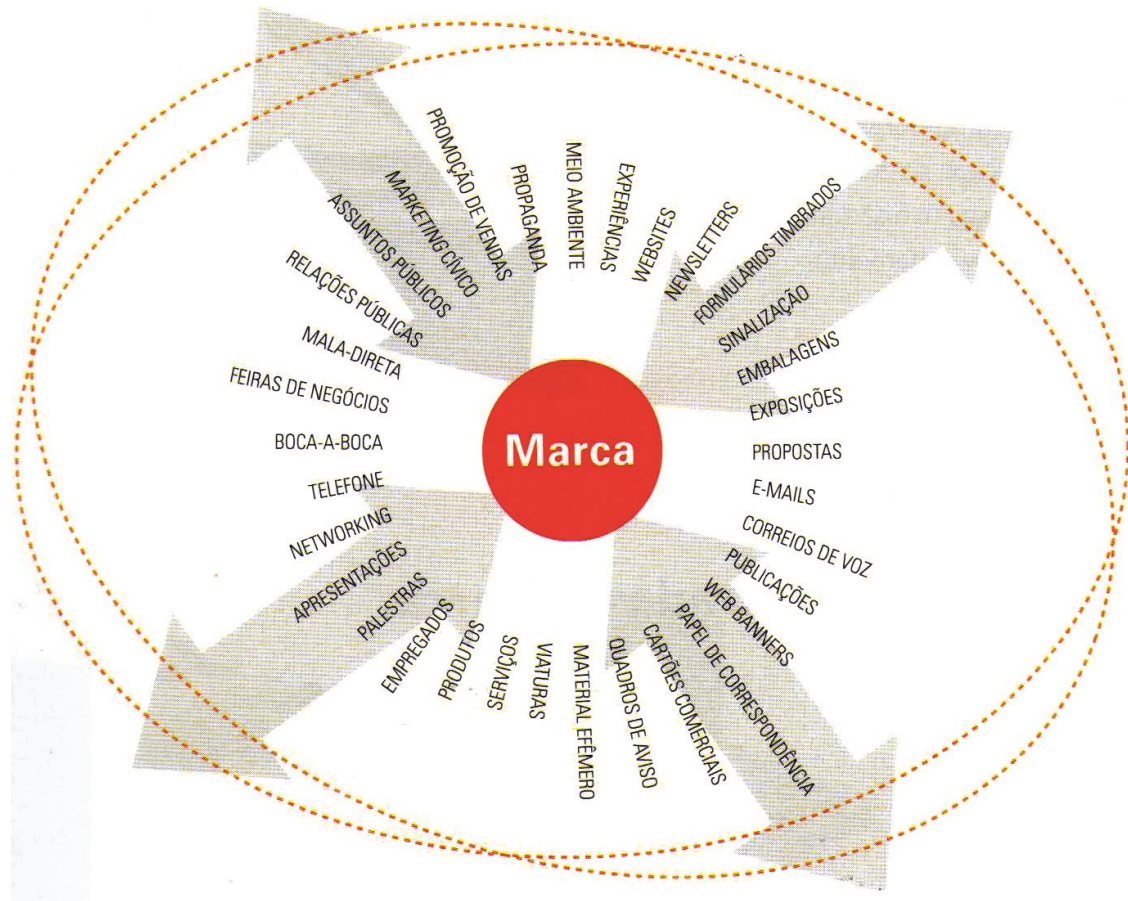 PROMOÇÃO DE VENDAS
PROPAGANDA
MEIO AMBIENTE
EXPERIÊNCIAS
WEBSITES
NEWSLETTERS
FORMULÁRIOS TIMBRADOS
SINALIZAÇÃO
EMBALAGENS
EXPOSIÇÕES
PROPOSTAS
E-MAILS
CORREIOS DE VOZ
PUBLICAÇÕES
WEB BANNERS
PAPEL DE CORRESPONDÊNCIA
CARTÕES COMERCIAIS
QUADROS DE AVISO
MATERIAL EFÊMERO
VIATURAS
SERVIÇOS
PRODUTOS
EMPREGADOS
PALESTRAS
APRESENTAÇÕES
NETWORKING
TELEFONE
BOCA-A-BOCA
FEIRAS DE NEGÓCIOS
MALA-DIRETA
RELAÇÕES PÚBLICAS
ASSUNTOS PÚBLICOS
MARKETING CÍVICO
Marca